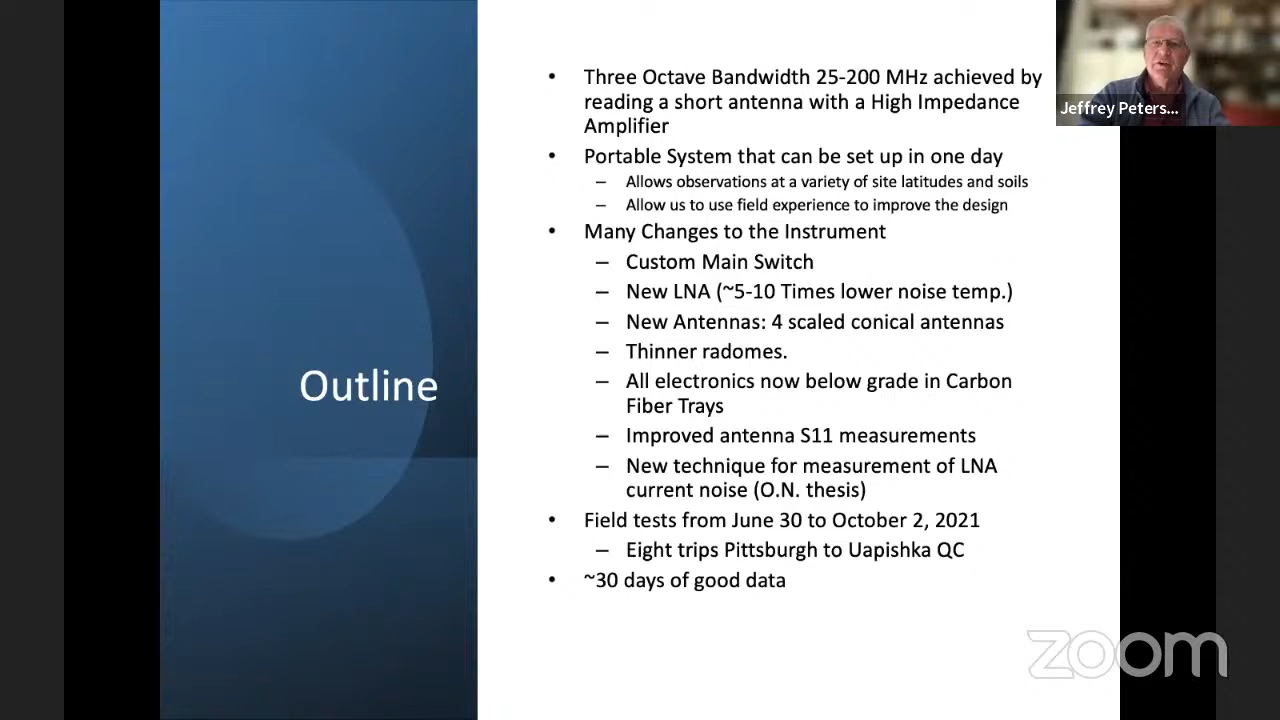 Outline
• Three Octave Bandwidth 25-200 MHz achieved by
reading a short antenna with a High Impedance
Amplifier
• Portable System that can be set up in one day
– Allows observations at a variety of site latitudes and soils
– Allow us to use field experience to improve the design
• Many Changes to the Instrument
– Custom Main Switch
– New LNA (~5-10 Times lower noise temp.)
– New Antennas: 4 scaled conical antennas
– Thinner radomes.
– All electronics now below grade in Carbon
Fiber Trays
– Improved antenna S11 measurements
– New technique for measurement of LNA
current noise (O.N. thesis)
• Field tests from June 30 to October 2, 2021
– Eight trips Pittsburgh to Uapishka QC
• ~30 days of good data
Jeffrey Peters...
zoom